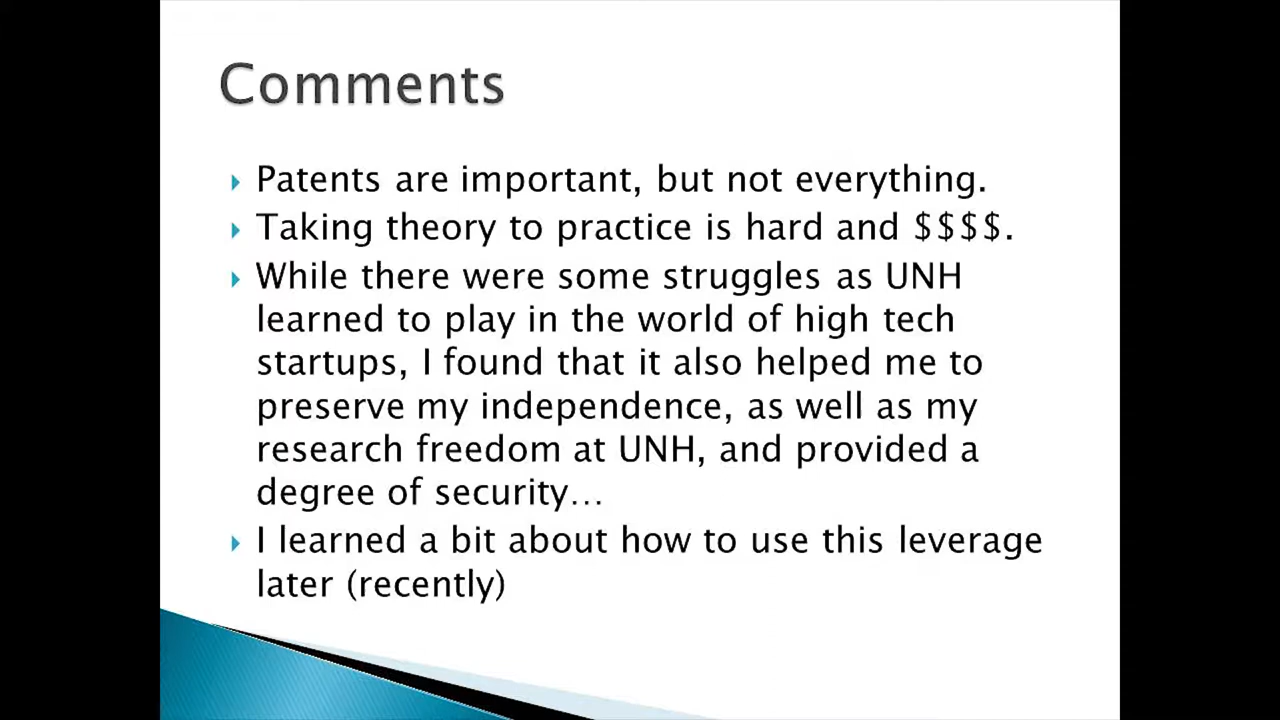 Comments
Patents are important, but not everything.
Taking theory to practice is hard and $$$$.
While there were some struggles as UNH
learned to play in the world of high tech
startups, I found that it also helped me to
preserve my independence, as well as my
research freedom at UNH, and provided a
degree of security…
I learned a bit about how to use this leverage
later (recently)